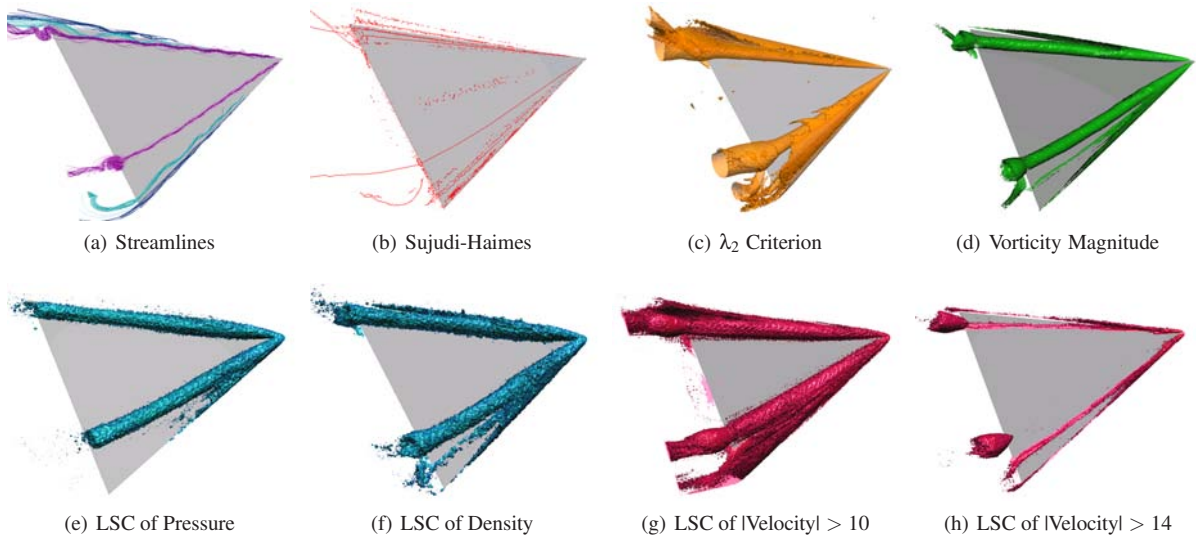 (a) Streamlines
(b) Sujudi-Haimes
(c) λ₂ Criterion
(d) Vorticity Magnitude
(e) LSC of Pressure
(f) LSC of Density
(g) LSC of |Velocity| > 10
(h) LSC of |Velocity| > 14